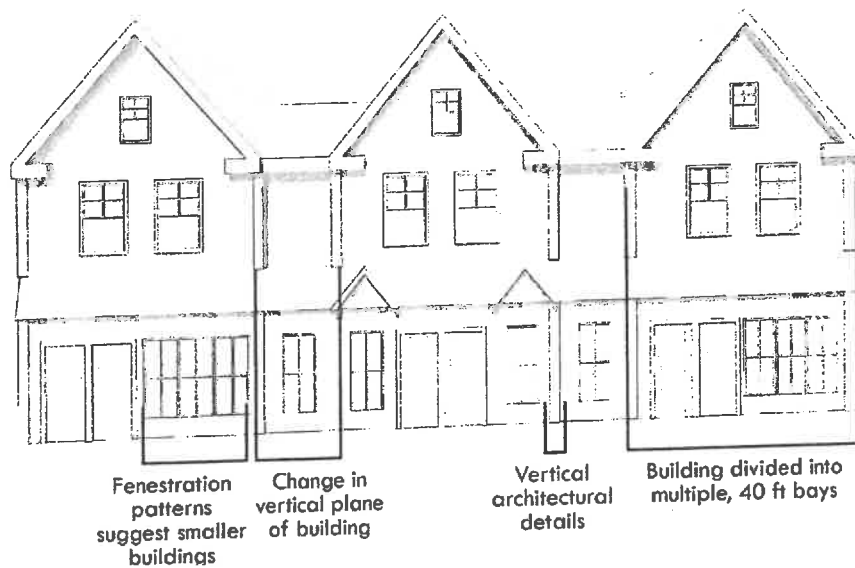 Fenestration
patterns
suggest smaller
buildings
Change in
vertical plane
of building
Vertical
architectural
details
Building divided into
multiple, 40 ft bays